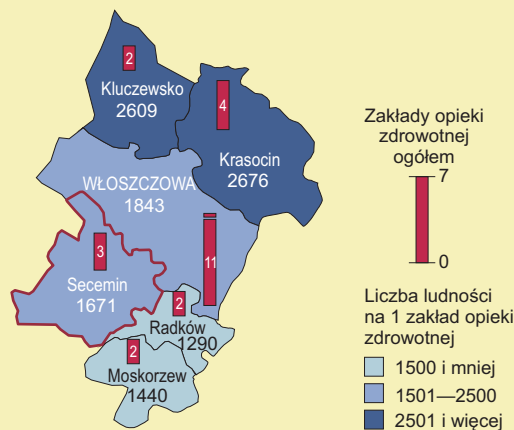 2
Kluczewsko
2609
4
Krasocin
2676
WŁOSZCZOWA
1843
3
Secemin
1671
11
2
Radków
1290
2
Moskorzew
1440
Zakłady opieki
zdrowotnej
ogółem
7
0
Liczba ludności
na 1 zakład opieki
zdrowotnej
1500 i mniej
1501—2500
2501 i więcej